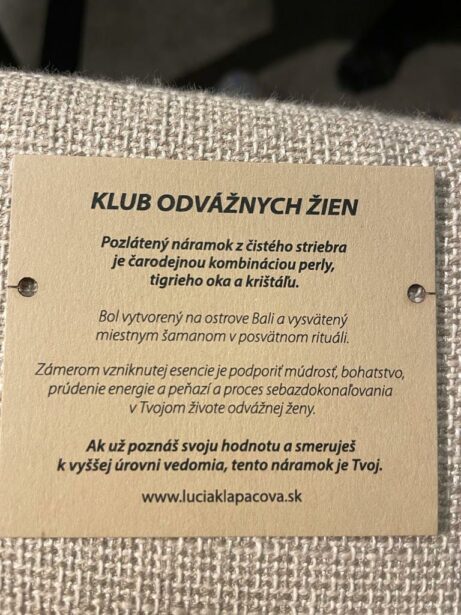 KLUB ODVÁŽNYCH ŽIEN
Pozlátený náramok z čistého striebra
je čarodejnou kombináciou perly,
tigrieho oka a krištáľu.
Bol vytvorený na ostrove Bali a vysvätený
miestnym šamanom v posvätnom rituáli.
Zámerom vzniknutej esencie je podporiť múdrosť, bohatstvo,
prúdenie energie a peňazí a proces sebazdokonaľovania
v Tvojom živote odvážnej ženy.
Ak už poznáš svoju hodnotu a smeruješ
k vyššej úrovni vedomia, tento náramok je Tvoj.
www.luciaklapacova.sk